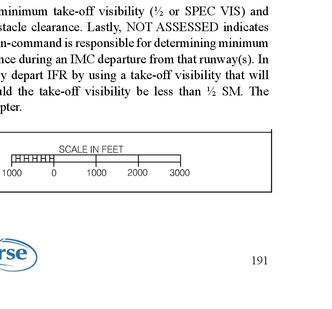 minimum take-off visibility (½ or SPEC VIS) and
stacle clearance. Lastly, NOT ASSESSED indicates
n-command is responsible for determining minimum
nce during an IMC departure from that runway(s). In
y depart IFR by using a take-off visibility that will
uld the take-off visibility be less than ½ SM. The
pter.
SCALE IN FEET
1000 0 1000 2000 3000
rse
191